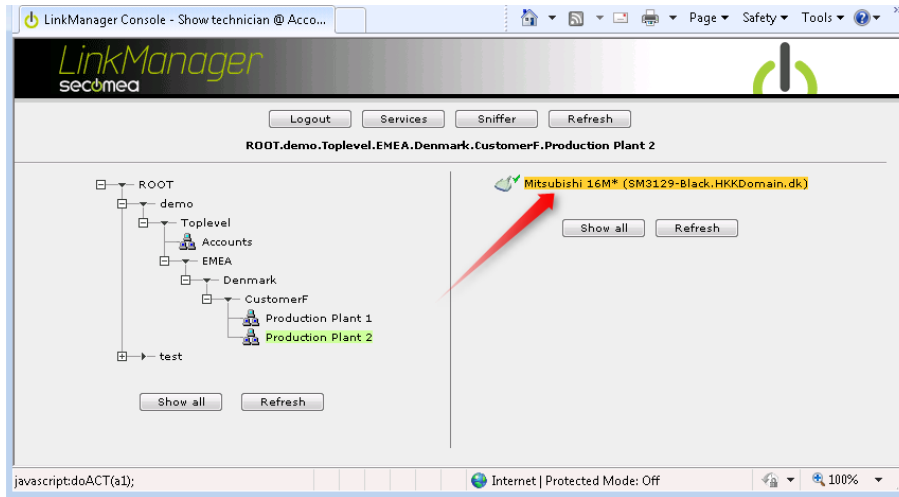 LinkManager Console - Show technician @ Acco...
Page
Safety
Tools
LinkManager
secomea
Logout
Services
Sniffer
Refresh
ROOT.demo.Toplevel.EMEA.Denmark.CustomerF.Production Plant 2
ROOT
demo
Toplevel
Accounts
EMEA
Denmark
CustomerF
Production Plant 1
Production Plant 2
test
Show all
Refresh
Mitsubishi 16M* (SM3129-Black.HKKDomain.dk)
Show all
Refresh
javascript:doACT(a1);
Internet | Protected Mode: Off
100%